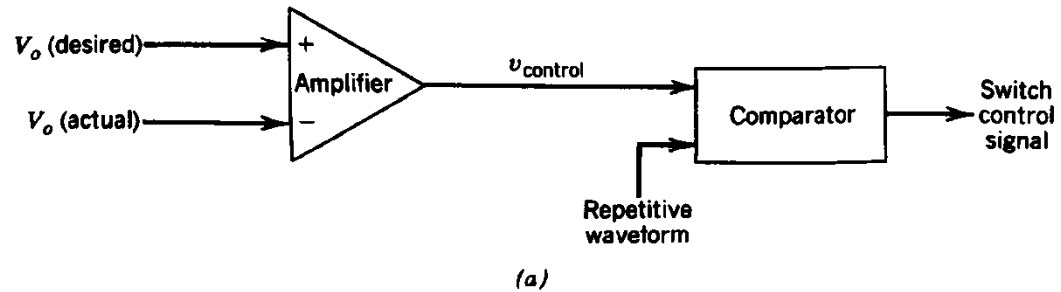 V_o (desired)
+
Amplifier
V_o (actual)
−
v_control
Comparator
Switch
control
signal
Repetitive
waveform
(a)